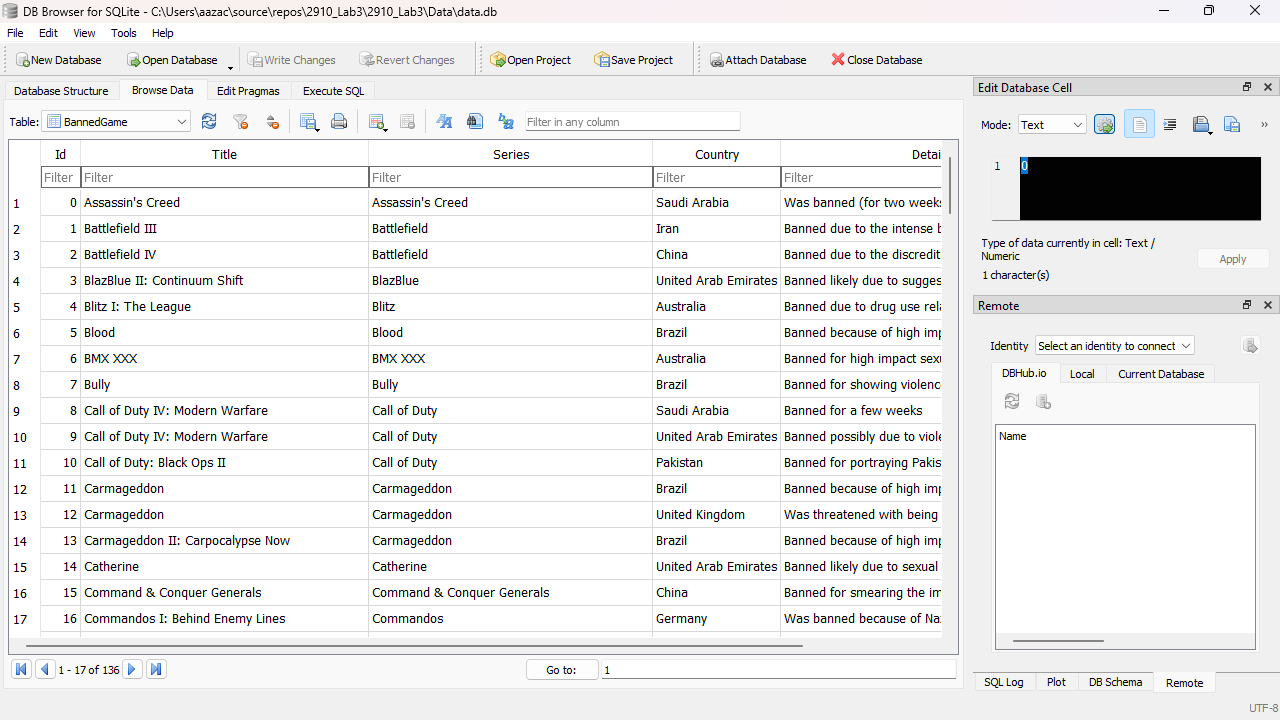 DB Browser for SQLite - C:\Users\aazac\source\repos\2910_Lab3\2910_Lab3\Data\data.db
File Edit View Tools Help
New Database Open Database Write Changes Revert Changes Open Project Save Project Attach Database Close Database
Database Structure Browse Data Edit Pragmas Execute SQL
Table: BannedGame Filter in any column
Id Title Series Country Detai
Filter Filter Filter Filter Filter
1 0 Assassin's Creed Assassin's Creed Saudi Arabia Was banned (for two weeks
2 1 Battlefield III Battlefield Iran Banned due to the intense b
3 2 Battlefield IV Battlefield China Banned due to the discredit
4 3 BlazBlue II: Continuum Shift BlazBlue United Arab Emirates Banned likely due to sugges
5 4 Blitz I: The League Blitz Australia Banned due to drug use rela
6 5 Blood Blood Brazil Banned because of high imp
7 6 BMX XXX BMX XXX Australia Banned for high impact sexu
8 7 Bully Bully Brazil Banned for showing violenc
9 8 Call of Duty IV: Modern Warfare Call of Duty Saudi Arabia Banned for a few weeks
10 9 Call of Duty IV: Modern Warfare Call of Duty United Arab Emirates Banned possibly due to viole
11 10 Call of Duty: Black Ops II Call of Duty Pakistan Banned for portraying Pakis
12 11 Carmageddon Carmageddon Brazil Banned because of high imp
13 12 Carmageddon Carmageddon United Kingdom Was threatened with being
14 13 Carmageddon II: Carpocalypse Now Carmageddon Brazil Banned because of high imp
15 14 Catherine Catherine United Arab Emirates Banned likely due to sexual
16 15 Command & Conquer Generals Command & Conquer Generals China Banned for smearing the im
17 16 Commandos I: Behind Enemy Lines Commandos Germany Was banned because of Na
1 - 17 of 136 Go to: 1
Edit Database Cell
Mode: Text
1 0
Type of data currently in cell: Text /
Numeric
1 character(s)
Apply
Remote
Identity Select an identity to connect
DBHub.io Local Current Database
Name
SQL Log Plot DB Schema Remote
UTF-8